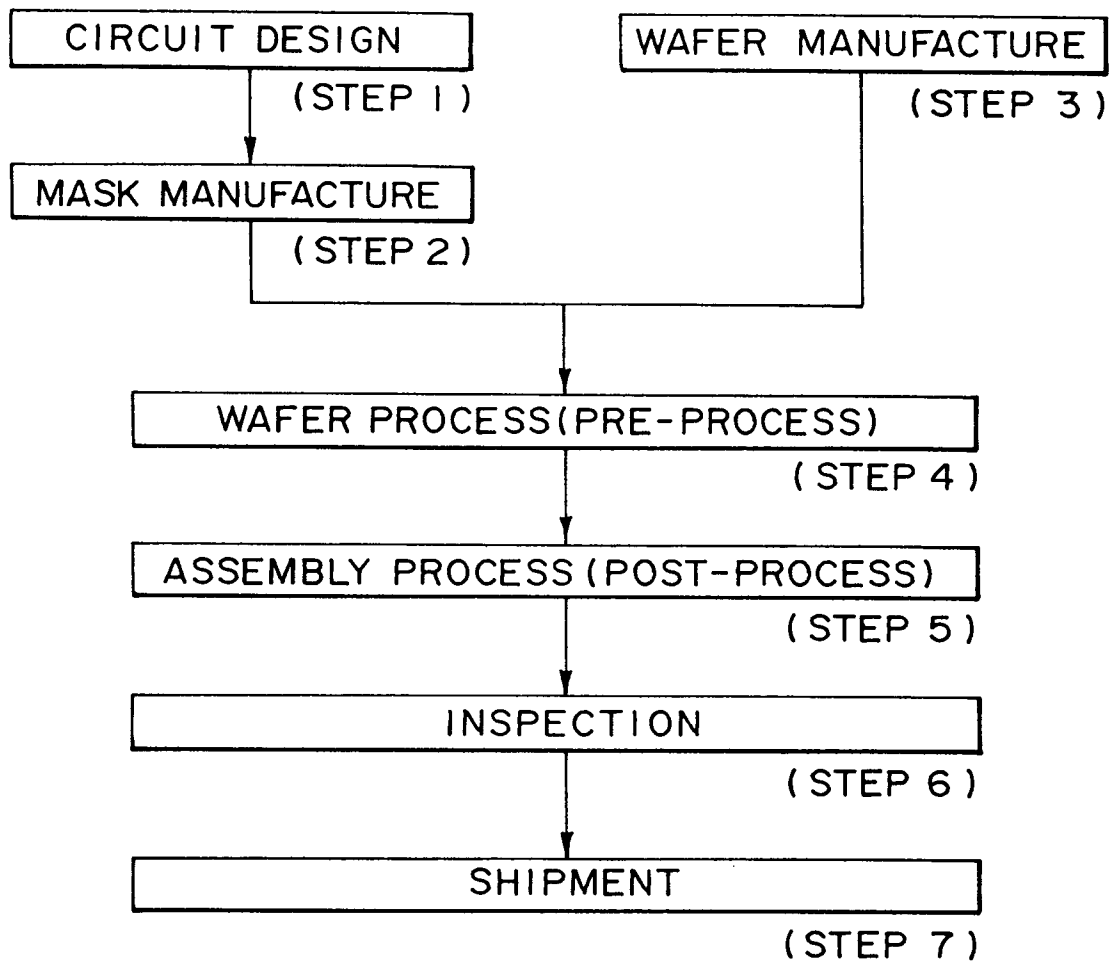 CIRCUIT DESIGN
(STEP 1)
WAFER MANUFACTURE
(STEP 3)
MASK MANUFACTURE
(STEP 2)
WAFER PROCESS(PRE-PROCESS)
(STEP 4)
ASSEMBLY PROCESS(POST-PROCESS)
(STEP 5)
INSPECTION
(STEP 6)
SHIPMENT
(STEP 7)